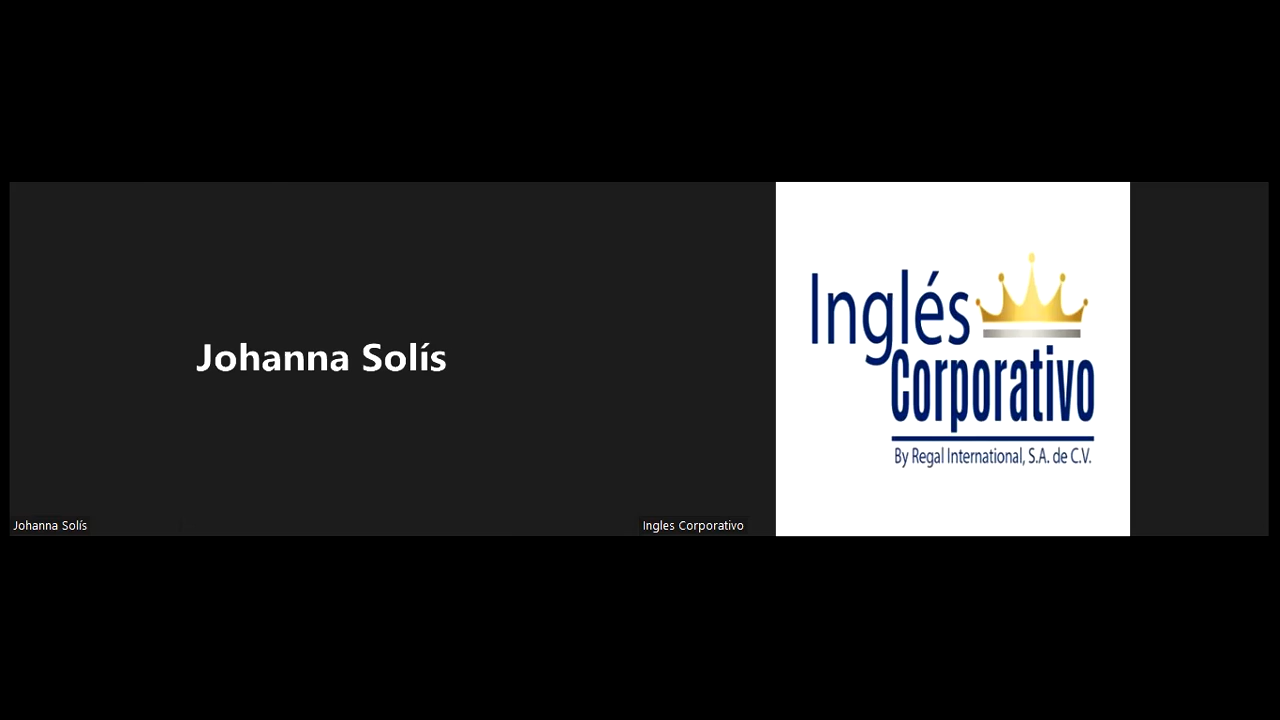 Johanna Solís
Johanna Solís
Ingles Corporativo
Inglés
Corporativo
By Regal International, S.A. de C.V.